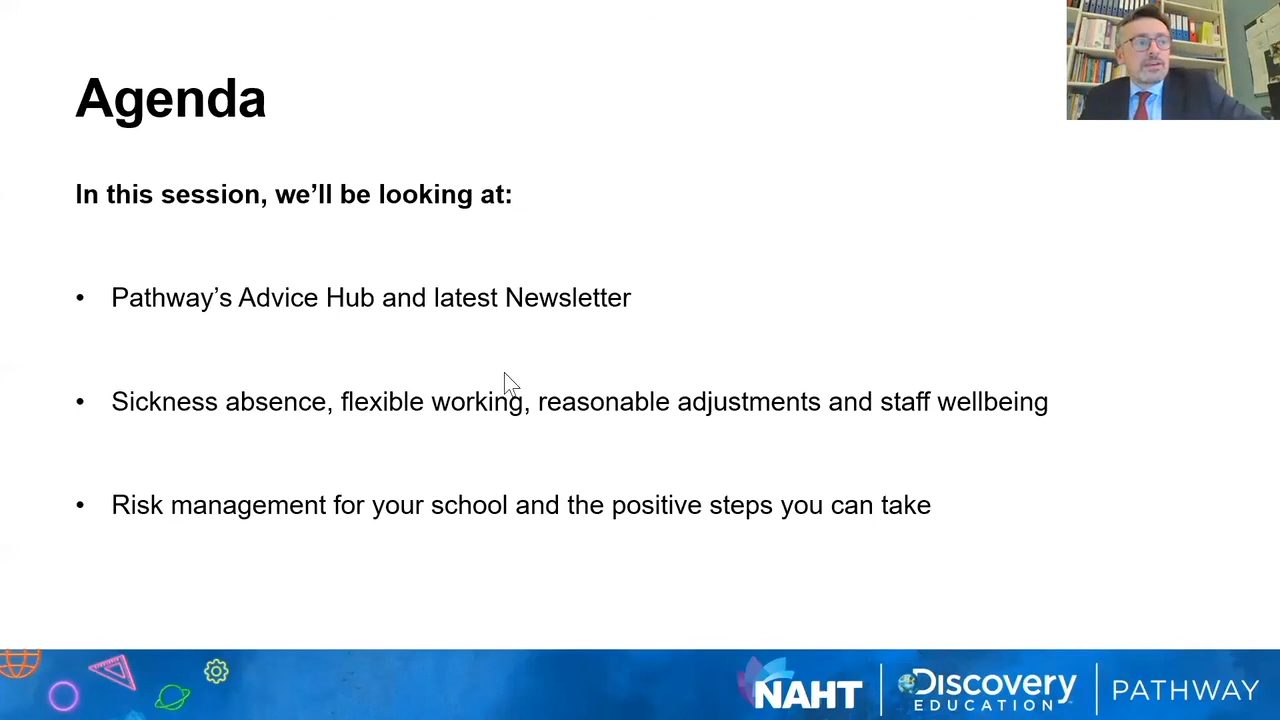 Agenda
In this session, we’ll be looking at:
• Pathway’s Advice Hub and latest Newsletter
• Sickness absence, flexible working, reasonable adjustments and staff wellbeing
• Risk management for your school and the positive steps you can take
NAHT
Discovery
EDUCATION
PATHWAY